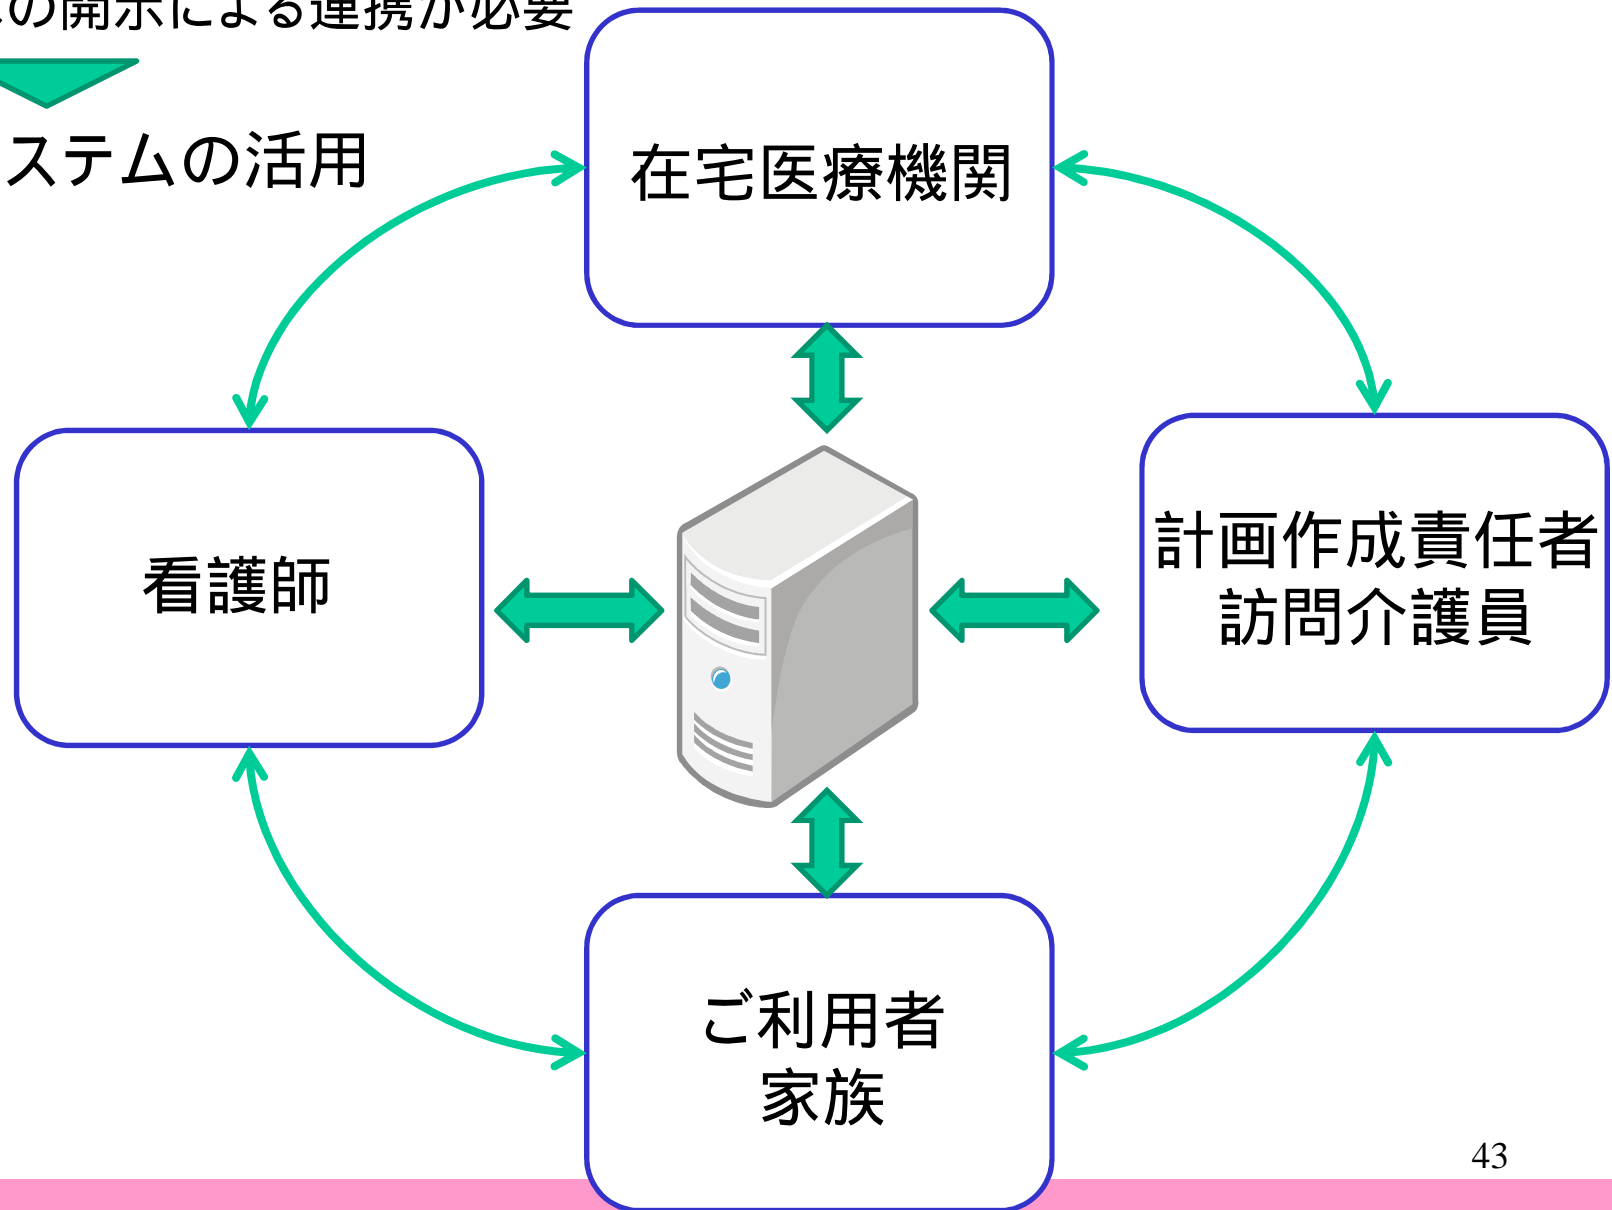 の開示による連携が必要
ステムの活用
在宅医療機関
看護師
計画作成責任者
訪問介護員
ご利用者
家族
43